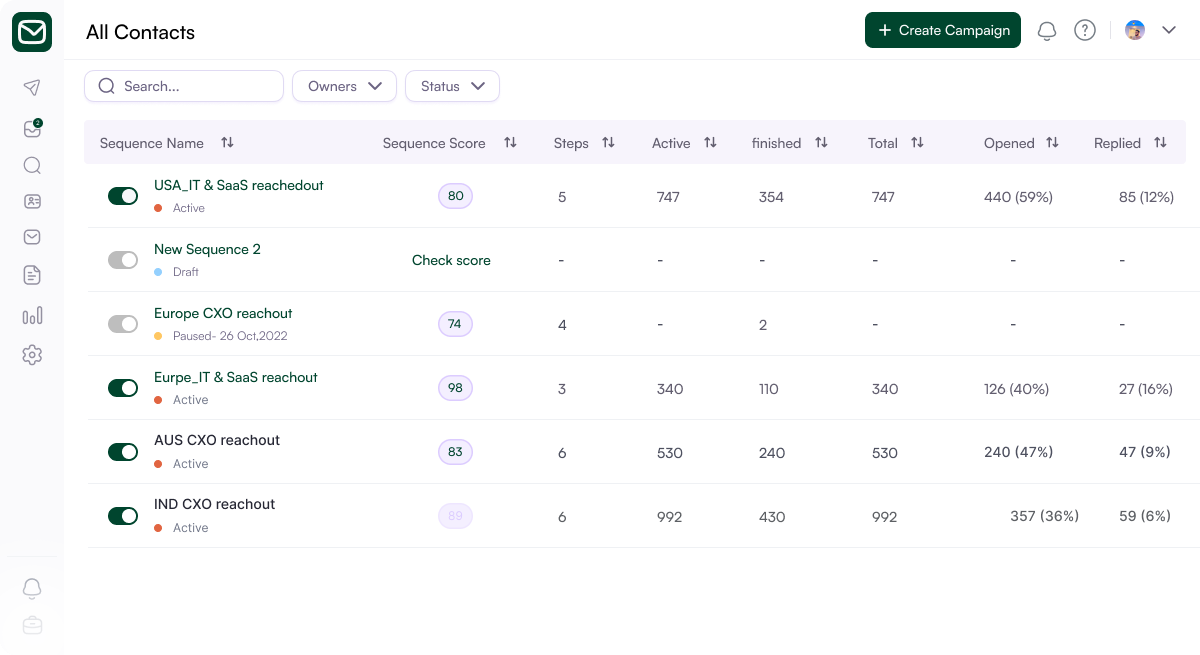 All Contacts
+ Create Campaign
Search...
Owners
Status
2
Sequence Name Sequence Score Steps Active finished Total Opened Replied
USA_IT & SaaS reachedout
Active
80 5 747 354 747 440 (59%) 85 (12%)
New Sequence 2
Draft
Check score - - - - - -
Europe CXO reachout
Paused- 26 Oct,2022
74 4 - 2 - - -
Eurpe_IT & SaaS reachout
Active
98 3 340 110 340 126 (40%) 27 (16%)
AUS CXO reachout
Active
83 6 530 240 530 240 (47%) 47 (9%)
IND CXO reachout
Active
89 6 992 430 992 357 (36%) 59 (6%)